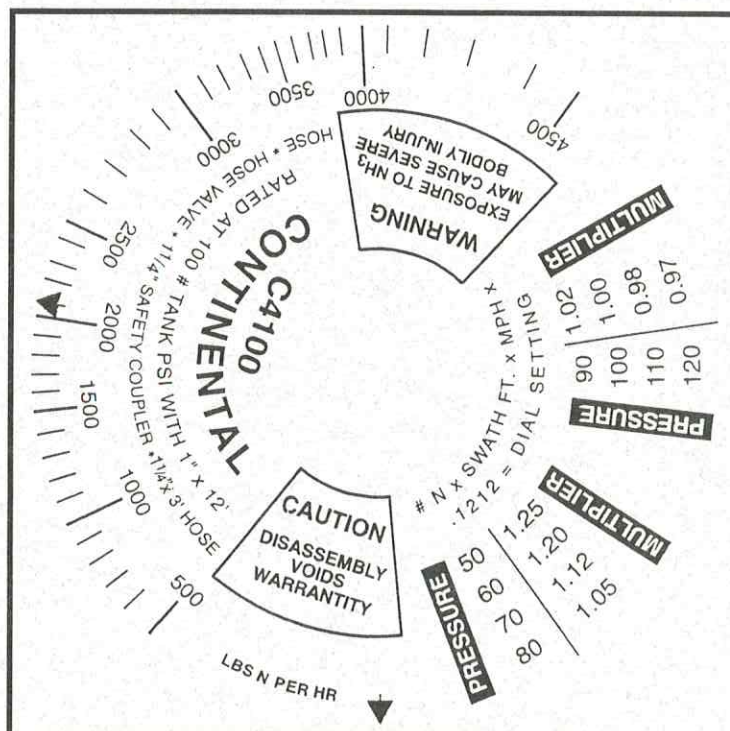 500
1000
1500
2000
2500
3000
3500
4000
4500
CONTINENTAL
C4100
RATED AT 100 # TANK PSI WITH 1" x 12'
HOSE * HOSE VALVE * 1 1/4" SAFETY COUPLER * 1 1/4" x 3' HOSE
WARNING
EXPOSURE TO NH3
MAY CAUSE SEVERE
BODILY INJURY
CAUTION
DISASSEMBLY
VOIDS
WARRANTITY
LBS N PER HR
# N x SWATH FT. x MPH x
.1212 = DIAL SETTING
PRESSURE MULTIPLIER
50 1.25
60 1.20
70 1.12
80 1.05
PRESSURE MULTIPLIER
90 1.02
100 1.00
110 0.98
120 0.97